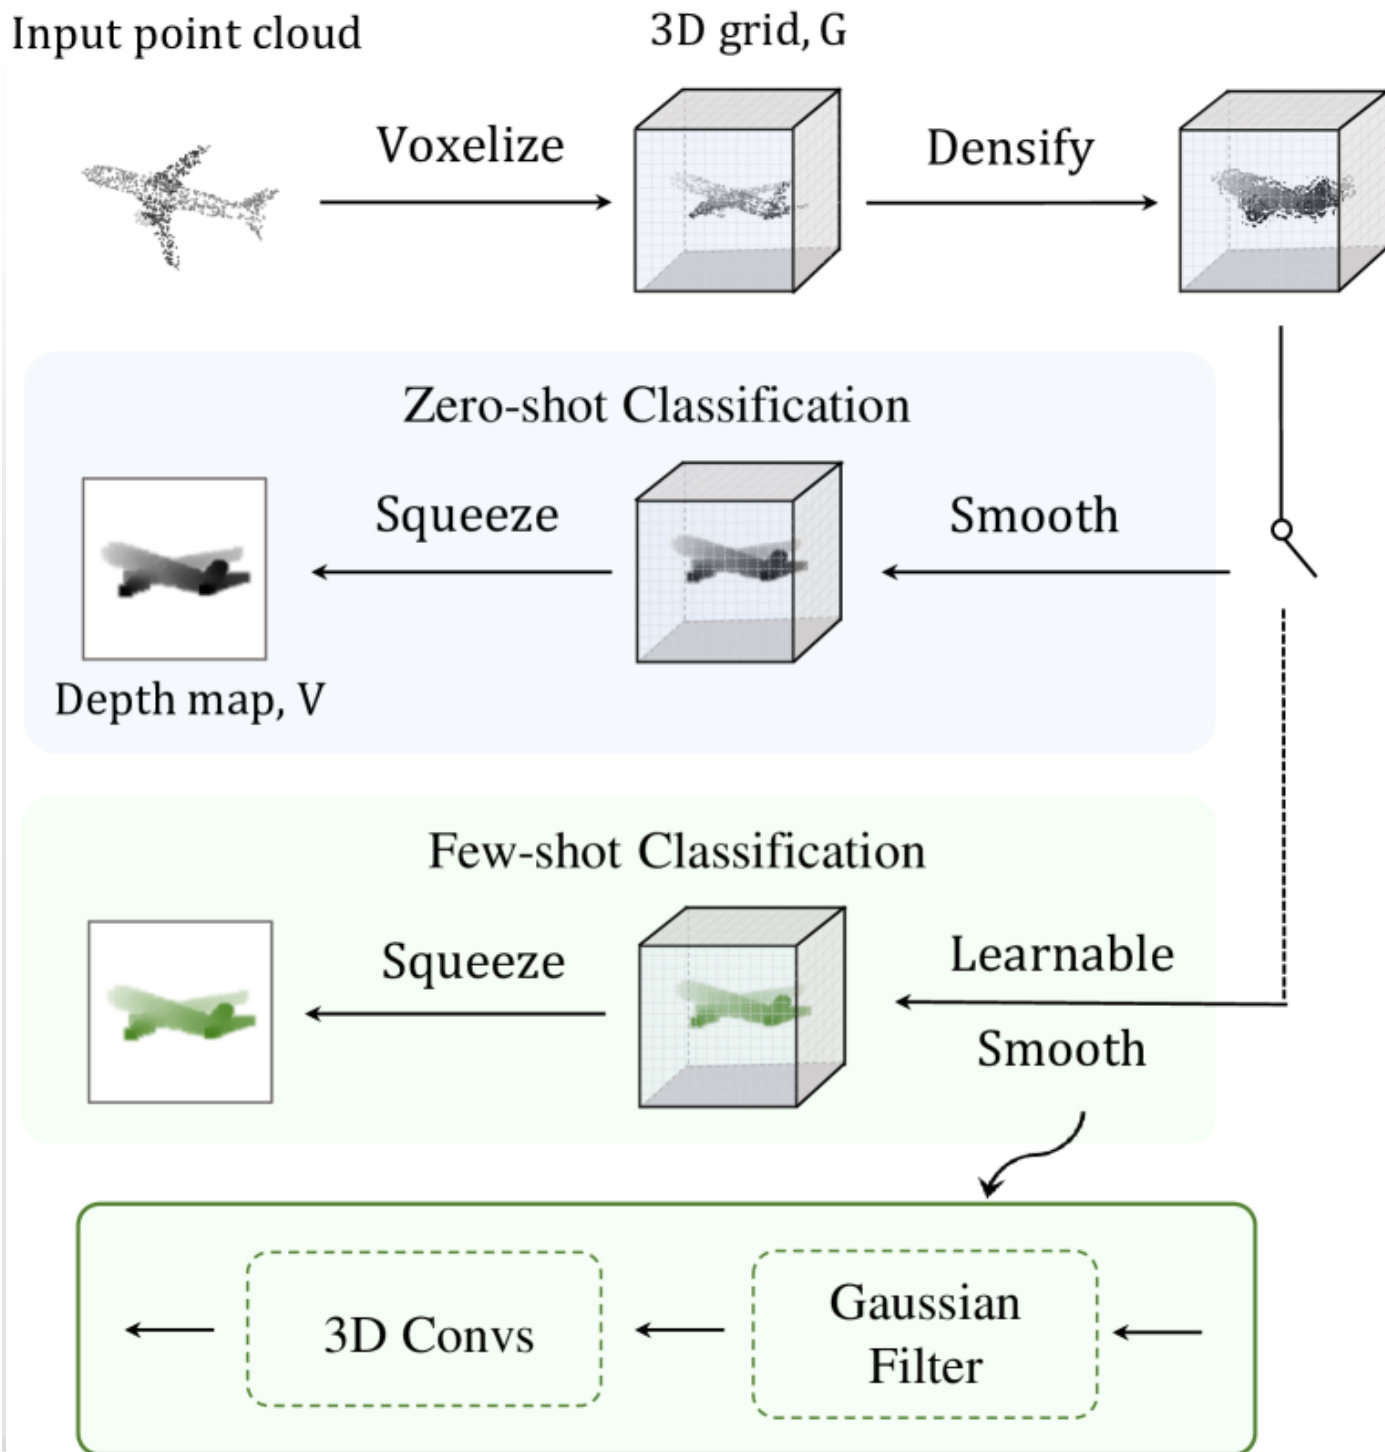 Input point cloud
3D grid, G
Voxelize
Densify
Zero-shot Classification
Squeeze
Smooth
Depth map, V
Few-shot Classification
Squeeze
Learnable
Smooth
3D Convs
Gaussian
Filter